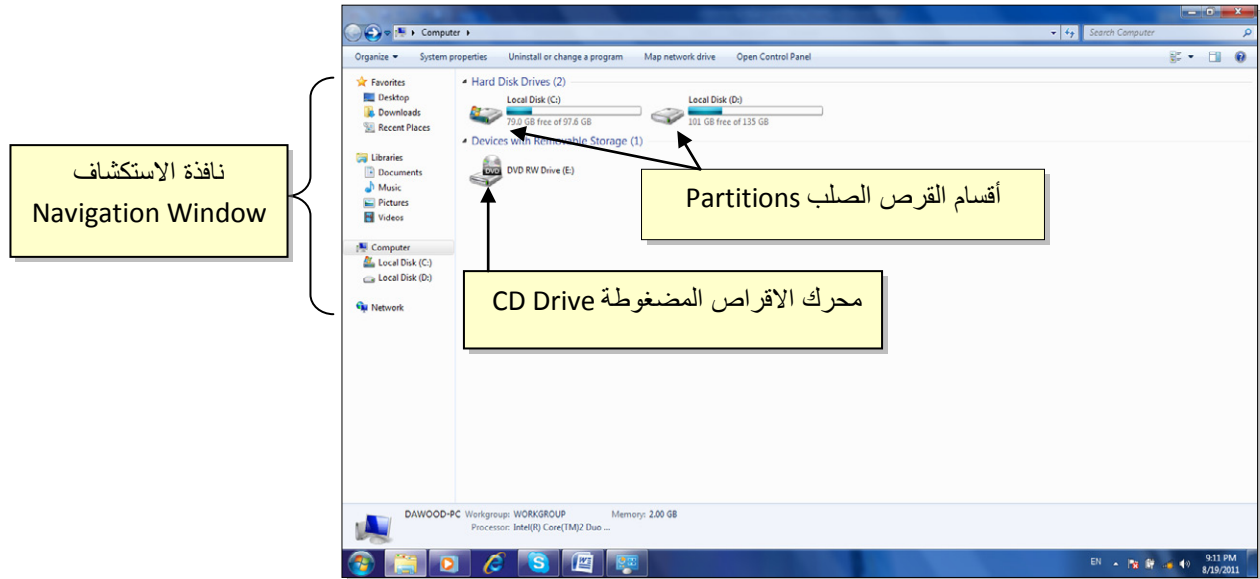 Computer
Search Computer
Organize
System properties
Uninstall or change a program
Map network drive
Open Control Panel
Favorites
Desktop
Downloads
Recent Places
Libraries
Documents
Music
Pictures
Videos
Computer
Local Disk (C:)
Local Disk (D:)
Network
Hard Disk Drives (2)
Local Disk (C:)
79.0 GB free of 97.6 GB
Local Disk (D:)
101 GB free of 135 GB
Devices with Removable Storage (1)
DVD
DVD RW Drive (E:)
نافذة الاستكشاف
Navigation Window
أقسام القرص الصلب Partitions
محرك الاقراص المضغوطة CD Drive
DAWOOD-PC Workgroup: WORKGROUP Memory: 2.00 GB
Processor: Intel(R) Core(TM)2 Duo ...
EN
9:11 PM
8/19/2011